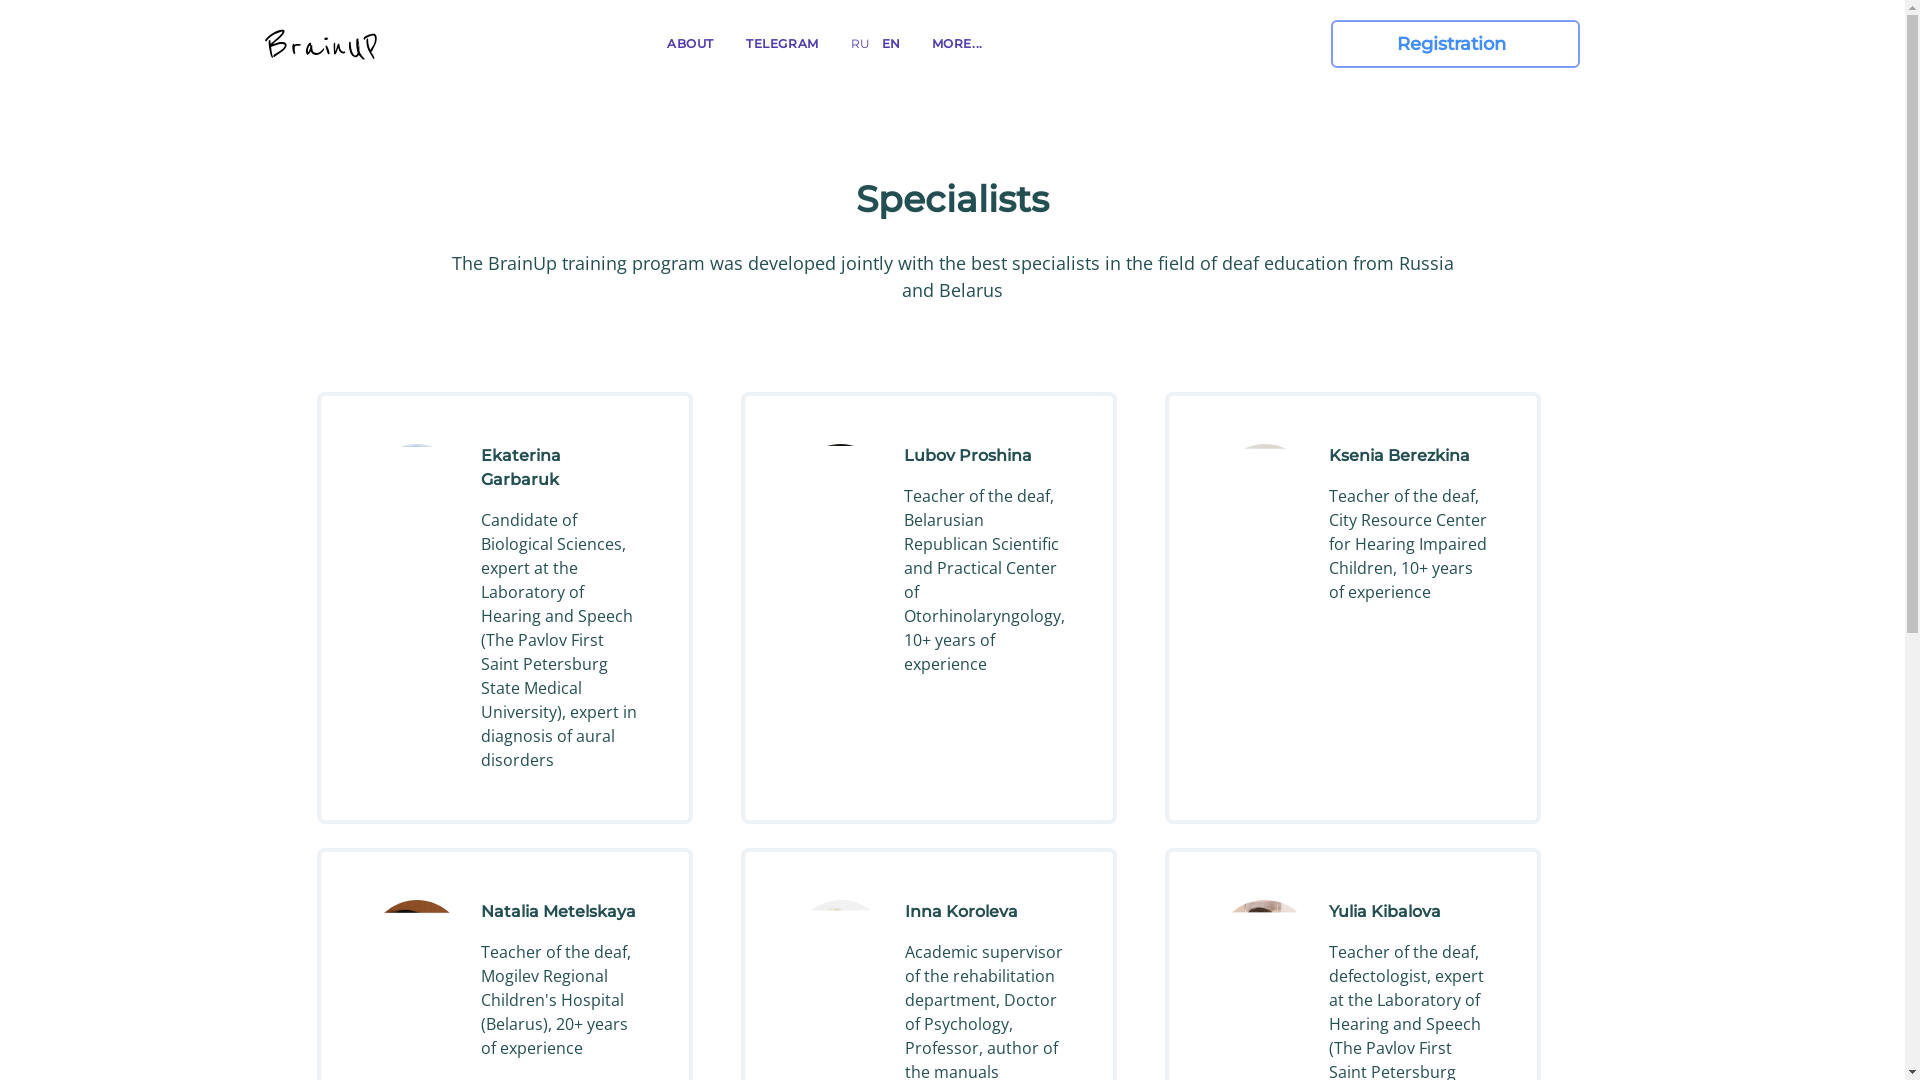 BrainUP
ABOUT
TELEGRAM
RU
EN
MORE...
Registration
Specialists
The BrainUp training program was developed jointly with the best specialists in the field of deaf education from Russia
and Belarus
Ekaterina
Garbaruk
Candidate of
Biological Sciences,
expert at the
Laboratory of
Hearing and Speech
(The Pavlov First
Saint Petersburg
State Medical
University), expert in
diagnosis of aural
disorders
Lubov Proshina
Teacher of the deaf,
Belarusian
Republican Scientific
and Practical Center
of
Otorhinolaryngology,
10+ years of
experience
Ksenia Berezkina
Teacher of the deaf,
City Resource Center
for Hearing Impaired
Children, 10+ years
of experience
Natalia Metelskaya
Teacher of the deaf,
Mogilev Regional
Children's Hospital
(Belarus), 20+ years
of experience
Inna Koroleva
Academic supervisor
of the rehabilitation
department, Doctor
of Psychology,
Professor, author of
the manuals
Yulia Kibalova
Teacher of the deaf,
defectologist, expert
at the Laboratory of
Hearing and Speech
(The Pavlov First
Saint Petersburg